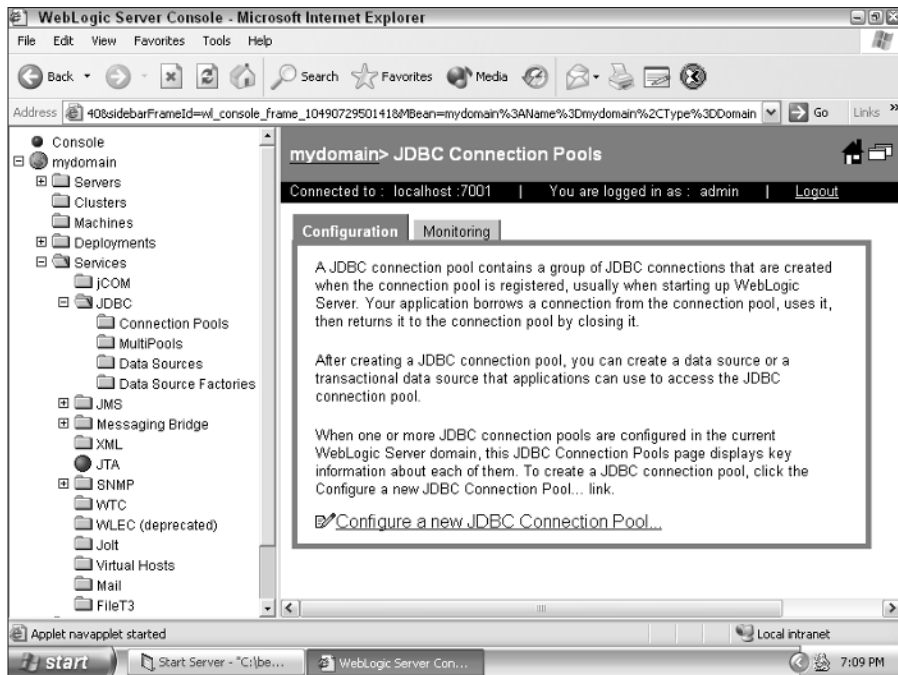 WebLogic Server Console - Microsoft Internet Explorer
File Edit View Favorites Tools Help
Back Search Favorites Media
Address 40&sidebarFrameId=wl_console_frame_1049072950141&MBean=mydomain%3AName%3Dmydomain%2CType%3DDomain Go Links »
Console
mydomain
Servers
Clusters
Machines
Deployments
Services
jCOM
JDBC
Connection Pools
MultiPools
Data Sources
Data Source Factories
JMS
Messaging Bridge
XML
JTA
SNMP
WTC
WLEC (deprecated)
Jolt
Virtual Hosts
Mail
FileT3
mydomain> JDBC Connection Pools
Connected to : localhost :7001 | You are logged in as : admin | Logout
Configuration Monitoring
A JDBC connection pool contains a group of JDBC connections that are created
when the connection pool is registered, usually when starting up WebLogic
Server. Your application borrows a connection from the connection pool, uses it,
then returns it to the connection pool by closing it.
After creating a JDBC connection pool, you can create a data source or a
transactional data source that applications can use to access the JDBC
connection pool.
When one or more JDBC connection pools are configured in the current
WebLogic Server domain, this JDBC Connection Pools page displays key
information about each of them. To create a JDBC connection pool, click the
Configure a new JDBC Connection Pool... link.
Configure a new JDBC Connection Pool...
Applet navapplet started
Local intranet
start Start Server - "C:\be... WebLogic Server Con... 7:09 PM